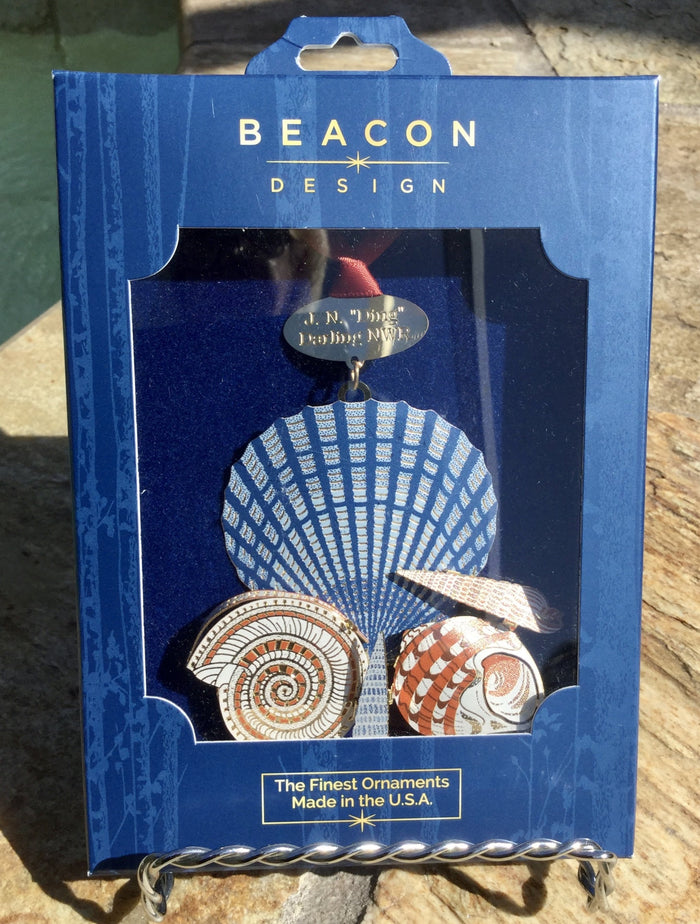 BEACON
DESIGN
J. N. "Ding"
Darling NWR
The Finest Ornaments
Made in the U.S.A.